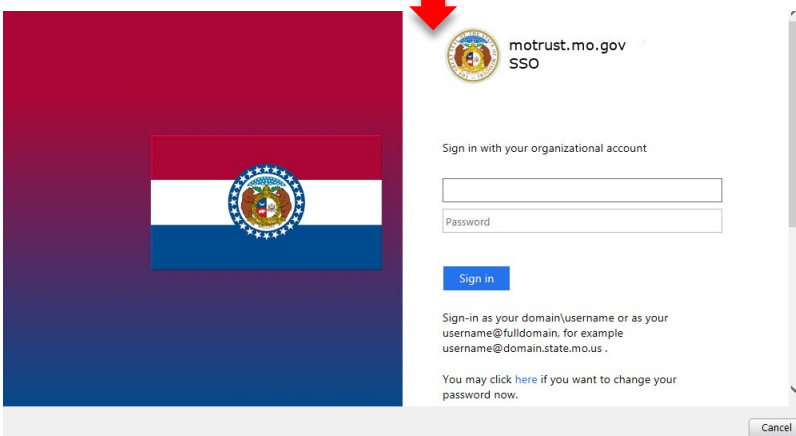 motrust.mo.gov
SSO
Sign in with your organizational account
Password
Sign in
Sign-in as your domain\username or as your
username@fulldomain, for example
username@domain.state.mo.us .
You may click here if you want to change your
password now.
Cancel